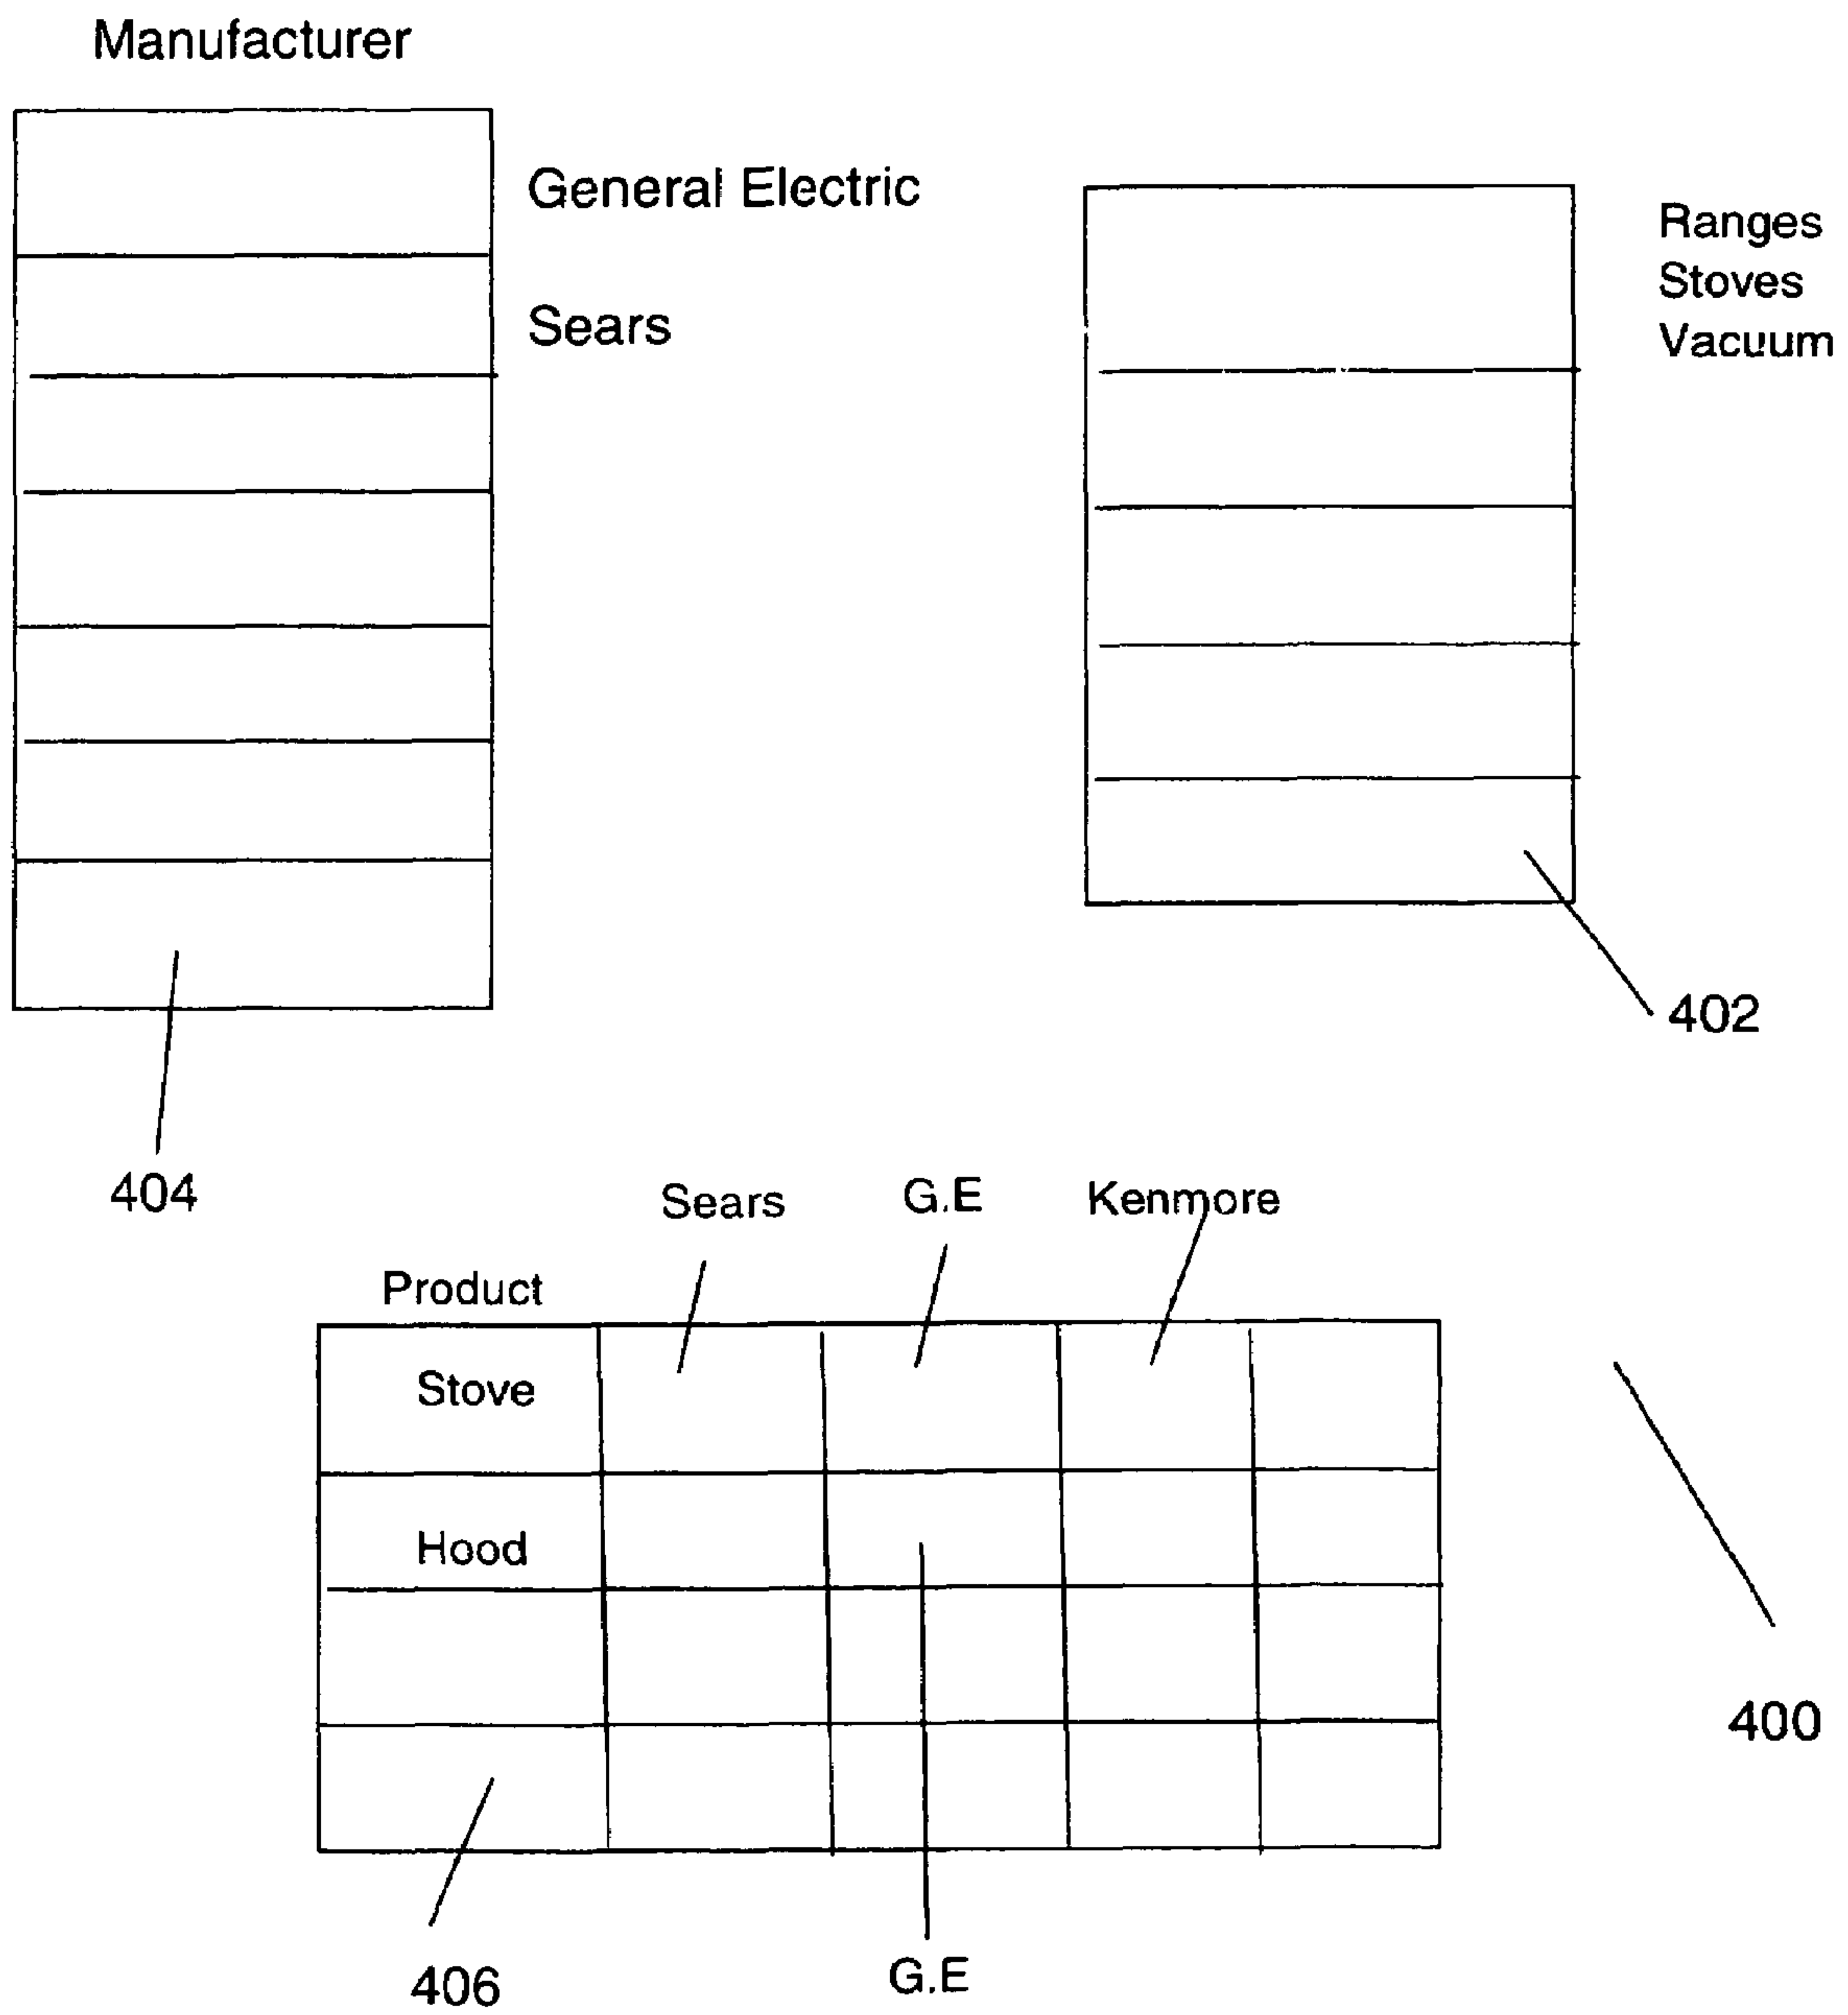 Manufacturer
General Electric
Sears
Ranges
Stoves
Vacuum
402
404
Sears
G.E
Kenmore
Product
Stove
Hood
400
406
G.E